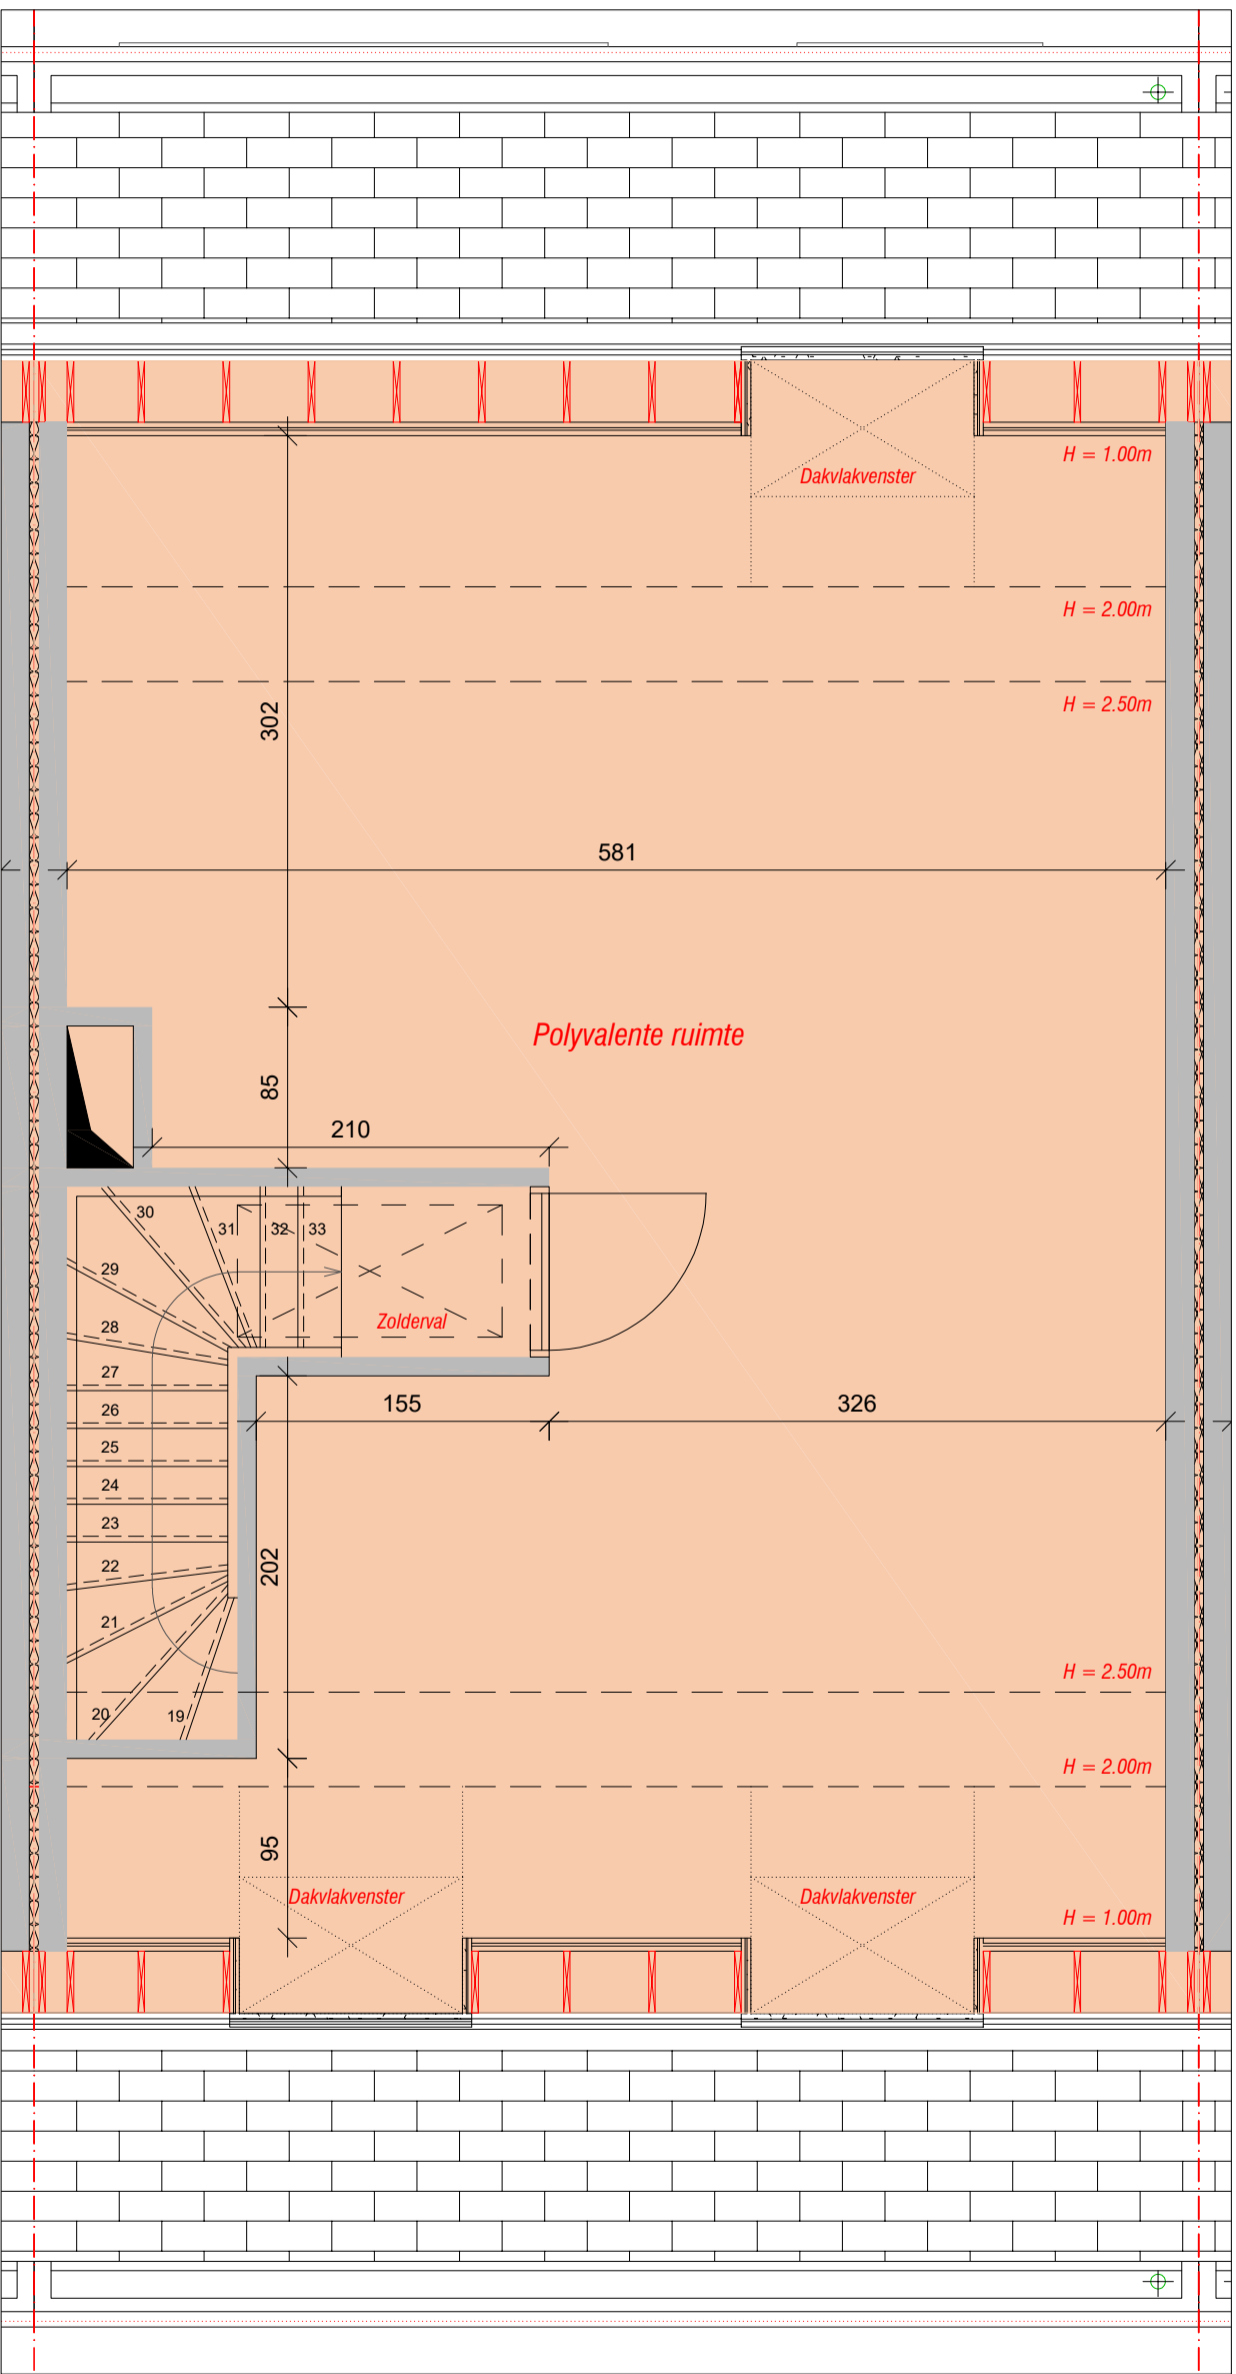 H = 1.00m
Dakvlakvenster
H = 2.00m
H = 2.50m
302
581
Polyvalente ruimte
85
210
30
31
32
33
29
Zolderval
28
27
26
155
326
25
24
23
22
202
21
H = 2.50m
20
19
H = 2.00m
95
Dakvlakvenster
Dakvlakvenster
H = 1.00m